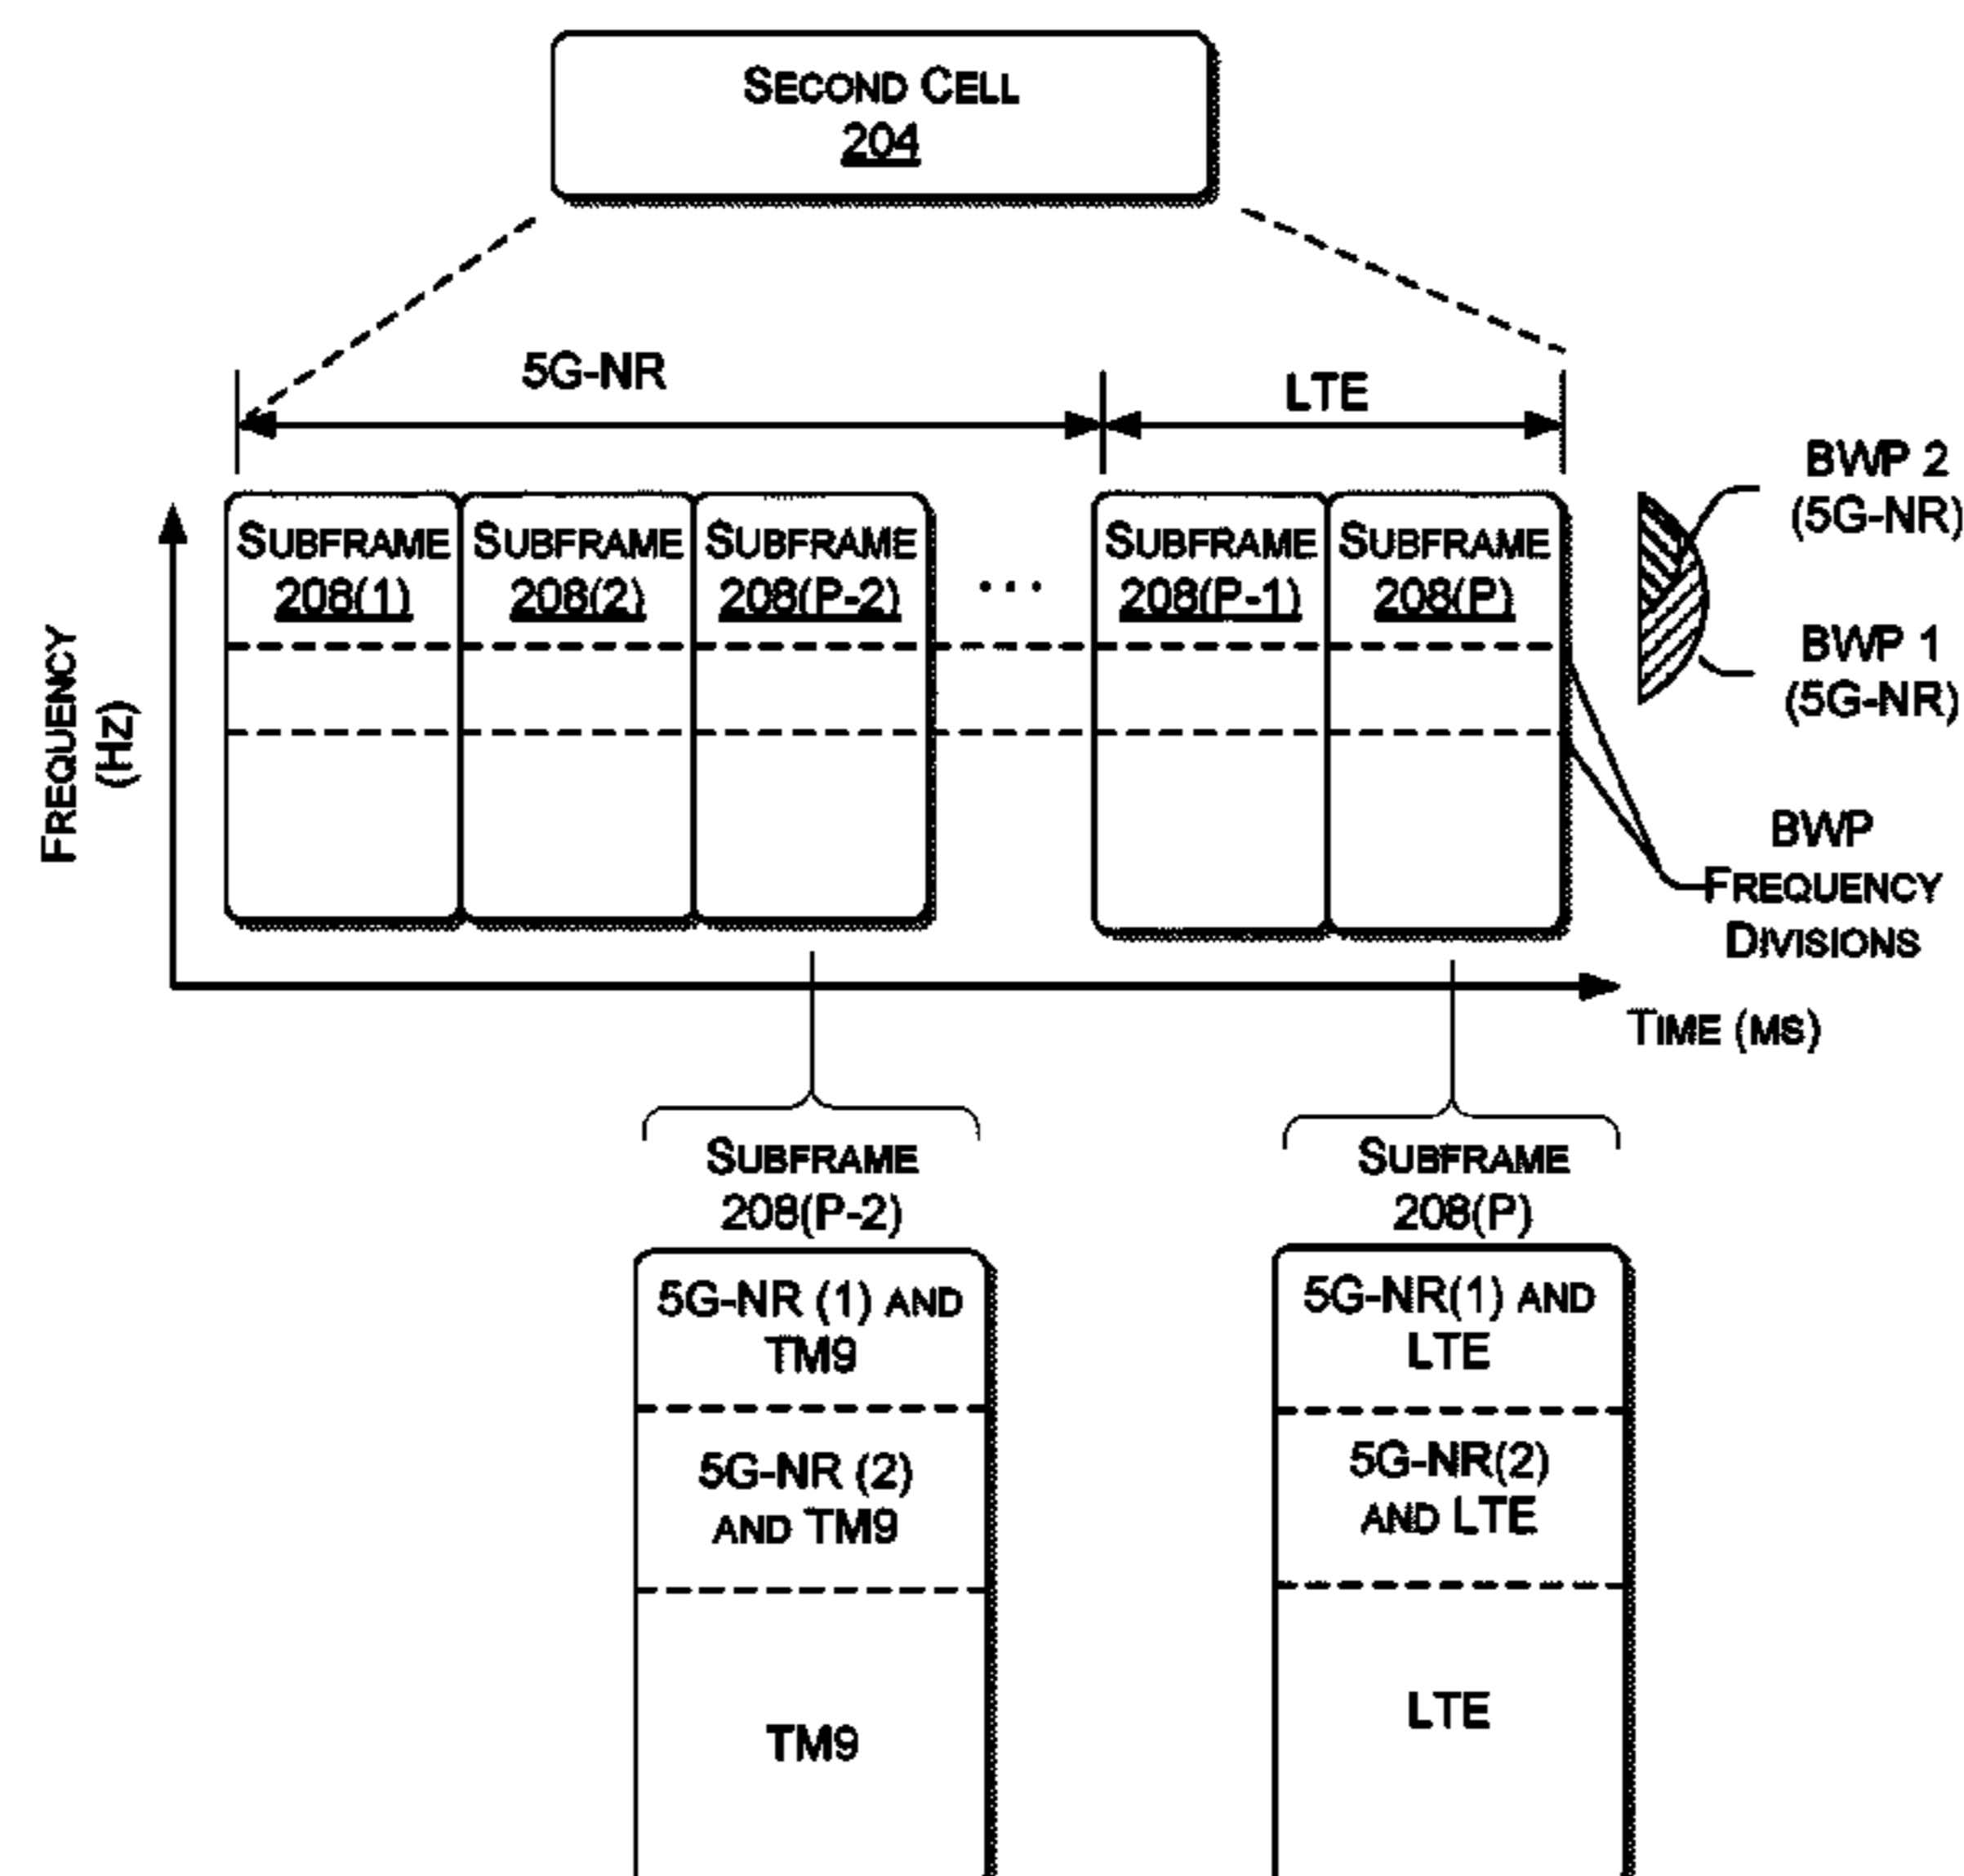 SECOND CELL
204
5G-NR
LTE
BWP 2
(5G-NR)
SUBFRAME
208(1)
SUBFRAME
208(2)
SUBFRAME
208(P-2)
...
SUBFRAME
208(P-1)
SUBFRAME
208(P)
BWP 1
(5G-NR)
FREQUENCY
(HZ)
BWP
FREQUENCY
DIVISIONS
TIME (MS)
SUBFRAME
208(P-2)
SUBFRAME
208(P)
5G-NR (1) AND
TM9
5G-NR (2)
AND TM9
TM9
5G-NR(1) AND
LTE
5G-NR(2)
AND LTE
LTE